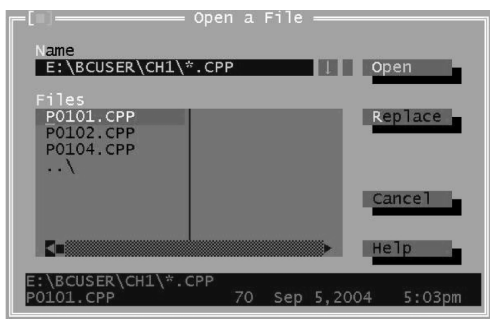 Open a File
Name
E:\BCUSER\CH1\*.CPP
Open
Files
P0101.CPP
P0102.CPP
P0104.CPP
..\
Replace
Cancel
Help
E:\BCUSER\CH1\*.CPP
P0101.CPP 70 Sep 5,2004 5:03pm